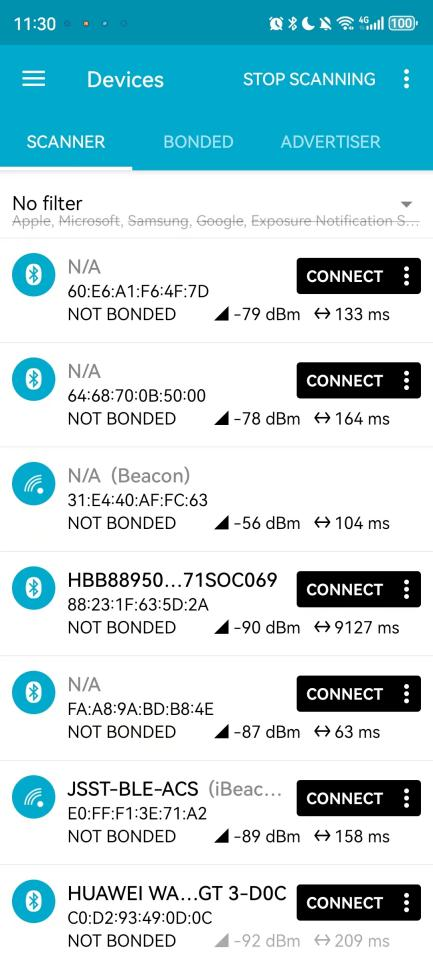 11:30 4G 100
Devices STOP SCANNING
SCANNER BONDED ADVERTISER
No filter
Apple, Microsoft, Samsung, Google, Exposure Notification S...
N/A
CONNECT
60:E6:A1:F6:4F:7D
NOT BONDED -79 dBm 133 ms
N/A
CONNECT
64:68:70:0B:50:00
NOT BONDED -78 dBm 164 ms
N/A (Beacon)
31:E4:40:AF:FC:63
NOT BONDED -56 dBm 104 ms
HBB88950...71SOC069
CONNECT
88:23:1F:63:5D:2A
NOT BONDED -90 dBm 9127 ms
N/A
CONNECT
FA:A8:9A:BD:B8:4E
NOT BONDED -87 dBm 63 ms
JSST-BLE-ACS (iBeac...
CONNECT
E0:FF:F1:3E:71:A2
NOT BONDED -89 dBm 158 ms
HUAWEI WA...GT 3-D0C
CONNECT
C0:D2:93:49:0D:0C
NOT BONDED -92 dBm 209 ms